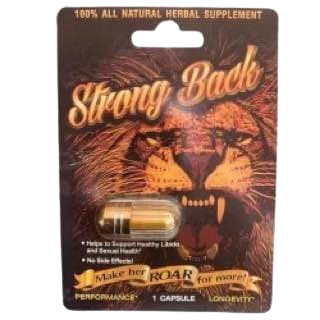 100% ALL NATURAL HERBAL SUPPLEMENT
Strong Back
* Helps to Support Healthy Libido
and Sexual Health*
* No Side Effects!
Make her ROAR for more!
PERFORMANCE* 1 CAPSULE LONGEVITY*